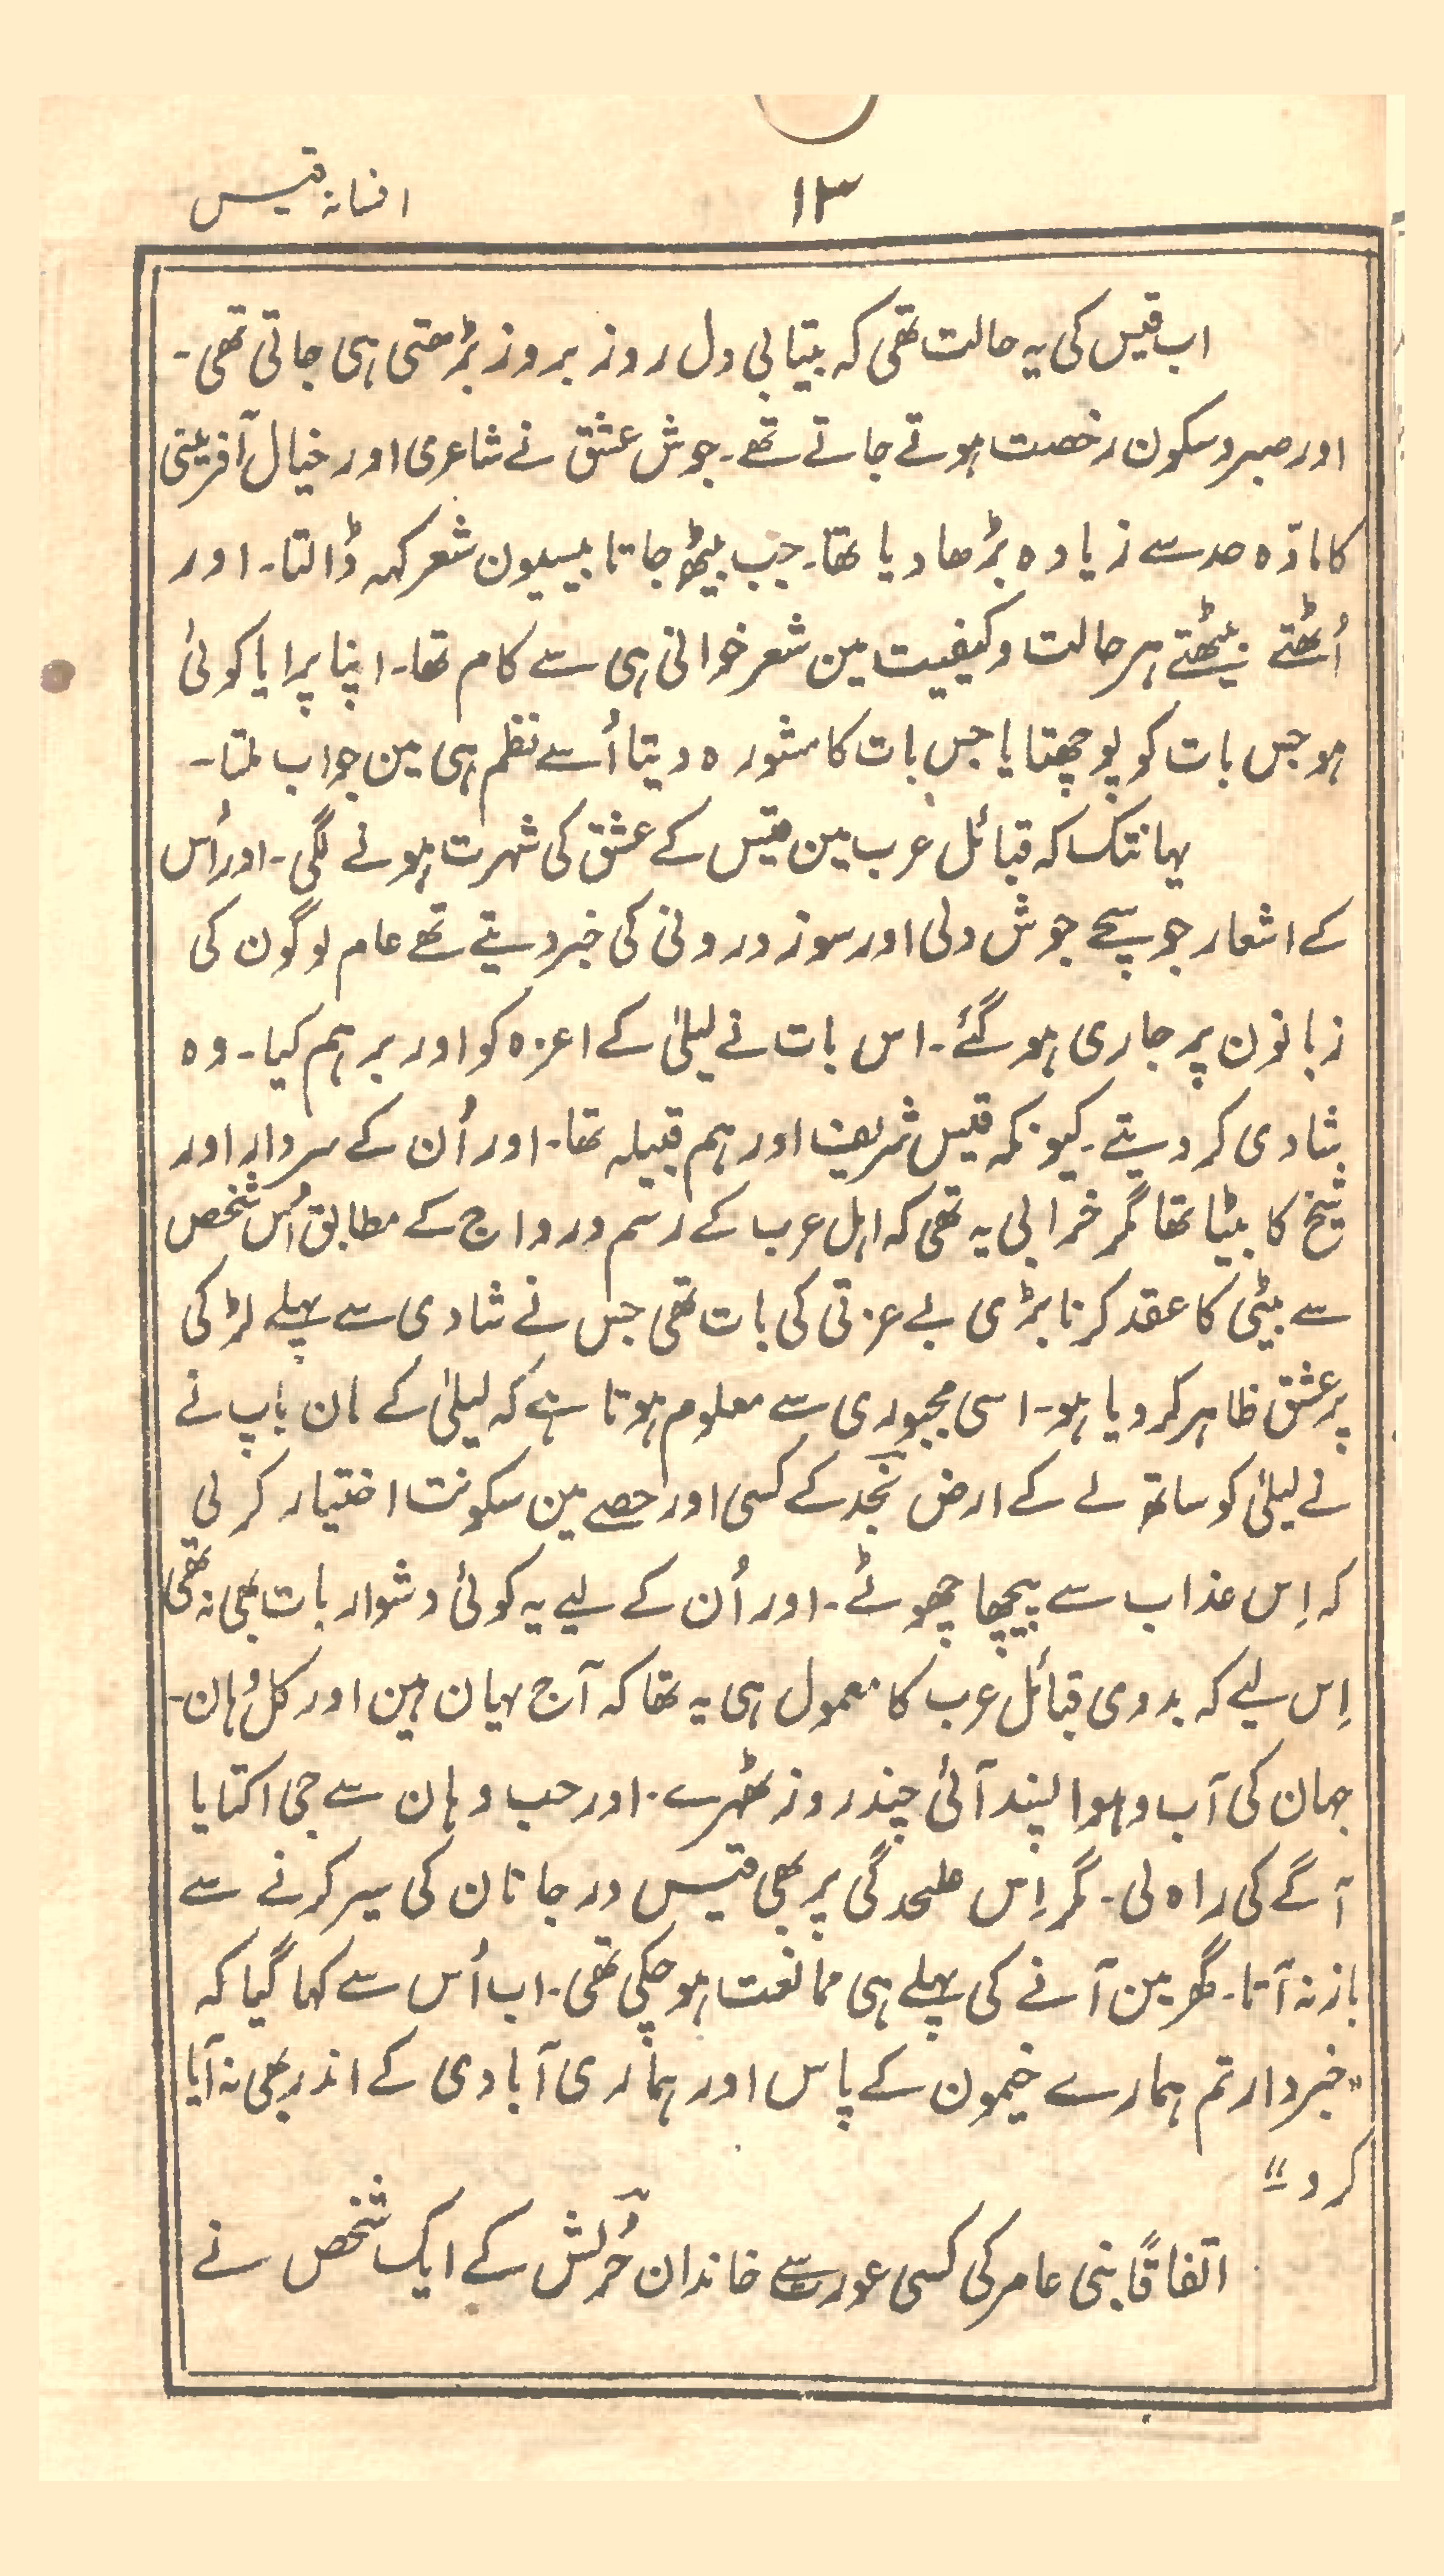 ۱۳
افسانۂ قیس
اب قیس کی یہ حالت تھی کہ بیتابی دل روز بروز بڑھتی ہی جاتی تھی۔
اور صبر و سکون رخصت ہوتے جاتے تھے۔ جوش عشق نے شاعری اور خیال آفرینی
کا مادّہ حد سے زیادہ بڑھا دیا تھا۔ جب بیٹھ جاتا بیسیون شعر کہہ ڈالتا۔ اور
اُٹھتے بیٹھتے ہر حالت و کیفیت مین شعر خوانی ہی سے کام تھا۔ اپنا پرایا کوئی
ہو جس بات کو پوچھتا یا جس بات کا مشورہ دیتا اُسے نظم ہی مین جواب ملتا۔
یہانتک کہ قبائل عرب مین قیس کے عشق کی شہرت ہونے لگی۔ اور اُس
کے اشعار جو سچے جوش دلی اور سوز درونی کی خبر دیتے تھے عام لوگون کی
زبانون پر جاری ہو گئے۔ اس بات نے لیلیٰ کے اعزہ کو اور برہم کیا۔ وہ
شادی کر دیتے۔ کیونکہ قیس شریف اور ہم قبیلہ تھا۔ اور اُن کے سردار اور
شیخ کا بیٹا تھا مگر خرابی یہ تھی کہ اہل عرب کے رسم و رواج کے مطابق اُس شخص
سے بیٹی کا عقد کرنا بڑی بے عزتی کی بات تھی جس نے شادی سے پہلے لڑکی
پر عشق ظاہر کر دیا ہو۔ اسی مجبوری سے معلوم ہوتا ہے کہ لیلیٰ کے مان باپ نے
نے لیلیٰ کو ساتھ لے کے ارض نجد کے کسی اور حصے مین سکونت اختیار کر لی
کہ اِس عذاب سے پیچھا چھوٹے۔ اور اُن کے لیے یہ کوئی دشوار بات بھی نہ تھی
اِس لیے کہ بدوی قبائل عرب کا معمول ہی یہ تھا کہ آج یہان ہین اور کل وہان۔
جہان کی آب و ہوا پسند آئی چند روز ٹھہرے۔ اور جب وہان سے جی اکتایا
آگے کی راہ لی۔ مگر اِس علٰحدگی پر بھی قیس در جانان کی سیر کرنے سے
باز نہ آتا۔ گھر مین آنے کی پہلے ہی ممانعت ہو چکی تھی۔ اب اُس سے کہا گیا کہ
"خبردار تم ہمارے خیمون کے پاس اور ہماری آبادی کے اندر بھی نہ آیا
کرو"
اتفاقاً بنی عامر کی کسی عورت سے خاندان حُرَیش کے ایک شخص نے